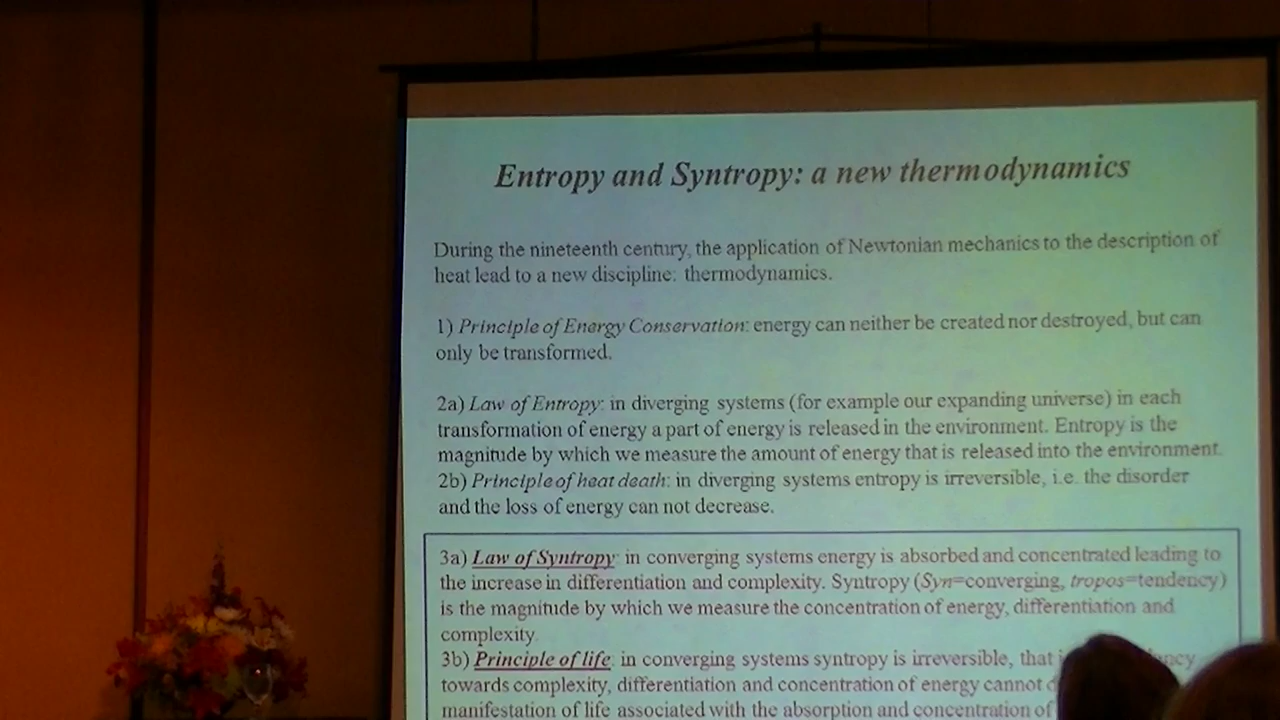 Entropy and Syntropy: a new thermodynamics
During the nineteenth century, the application of Newtonian mechanics to the description of
heat lead to a new discipline: thermodynamics.
1) Principle of Energy Conservation: energy can neither be created nor destroyed, but can
only be transformed.
2a) Law of Entropy: in diverging systems (for example our expanding universe) in each
transformation of energy a part of energy is released in the environment. Entropy is the
magnitude by which we measure the amount of energy that is released into the environment.
2b) Principle of heat death: in diverging systems entropy is irreversible, i.e. the disorder
and the loss of energy can not decrease.
3a) Law of Syntropy: in converging systems energy is absorbed and concentrated leading to
the increase in differentiation and complexity. Syntropy (Syn=converging, tropos=tendency)
is the magnitude by which we measure the concentration of energy, differentiation and
complexity.
3b) Principle of life: in converging systems syntropy is irreversible, that
towards complexity, differentiation and concentration of energy cannot
manifestation of life associated with the absorption and concentration of